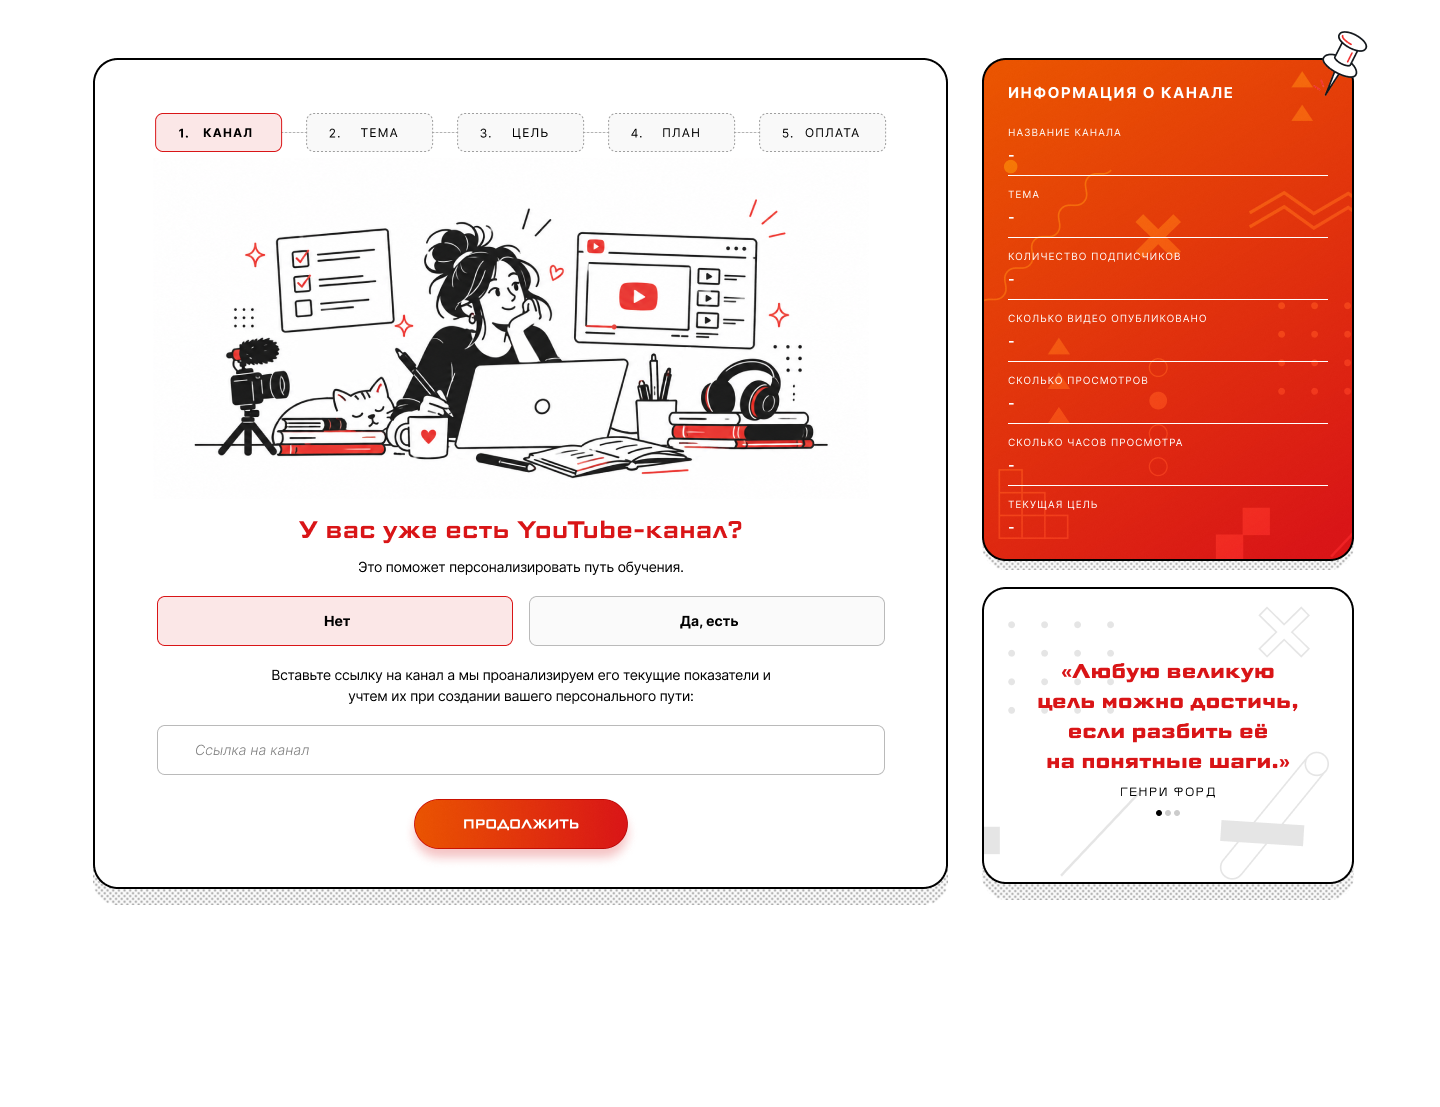 1. КАНАЛ
2. ТЕМА
3. ЦЕЛЬ
4. ПЛАН
5. ОПЛАТА
У вас уже есть YouTube-канал?
Это поможет персонализировать путь обучения.
Нет
Да, есть
Вставьте ссылку на канал а мы проанализируем его текущие показатели и
учтем их при создании вашего персонального пути:
Ссылка на канал
ПРОДОЛЖИТЬ
ИНФОРМАЦИЯ О КАНАЛЕ
НАЗВАНИЕ КАНАЛА
-
ТЕМА
-
КОЛИЧЕСТВО ПОДПИСЧИКОВ
-
СКОЛЬКО ВИДЕО ОПУБЛИКОВАНО
-
СКОЛЬКО ПРОСМОТРОВ
-
СКОЛЬКО ЧАСОВ ПРОСМОТРА
-
ТЕКУЩАЯ ЦЕЛЬ
-
«Любую великую
цель можно достичь,
если разбить её
на понятные шаги.»
ГЕНРИ ФОРД